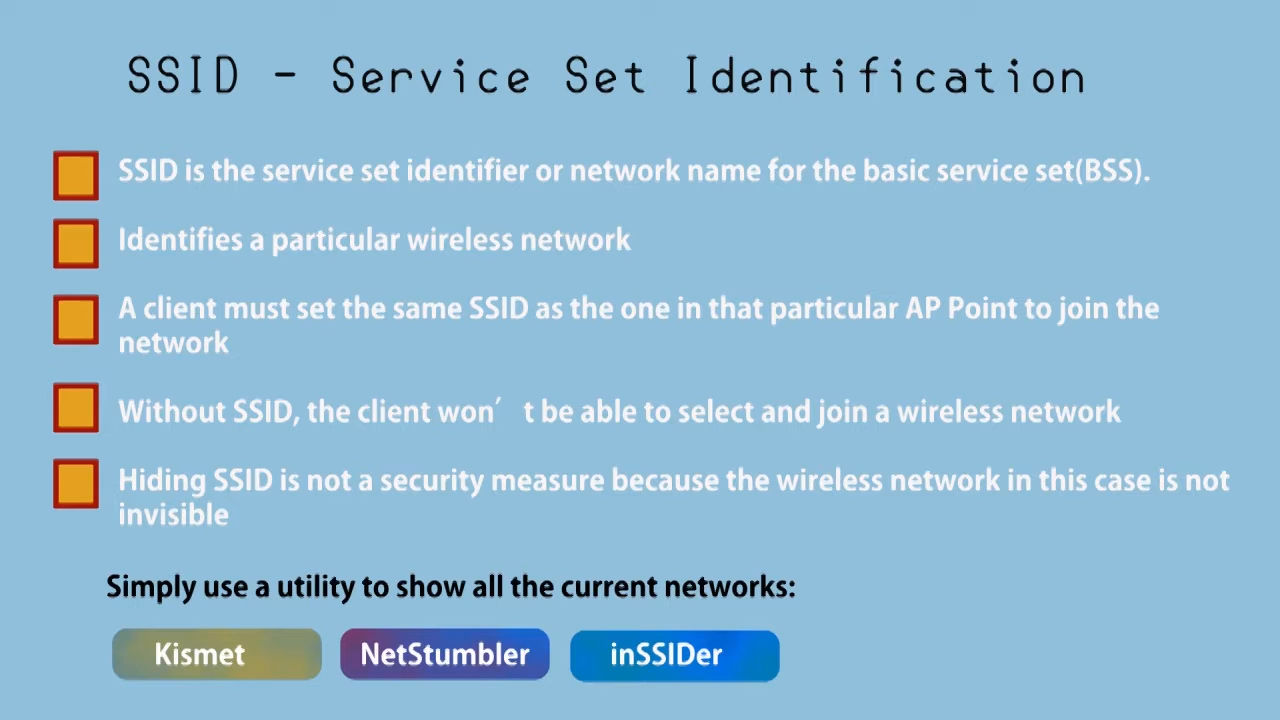 SSID - Service Set Identification
SSID is the service set identifier or network name for the basic service set(BSS).
Identifies a particular wireless network
A client must set the same SSID as the one in that particular AP Point to join the
network
Without SSID, the client won′ t be able to select and join a wireless network
Hiding SSID is not a security measure because the wireless network in this case is not
invisible
Simply use a utility to show all the current networks:
Kismet NetStumbler inSSIDer